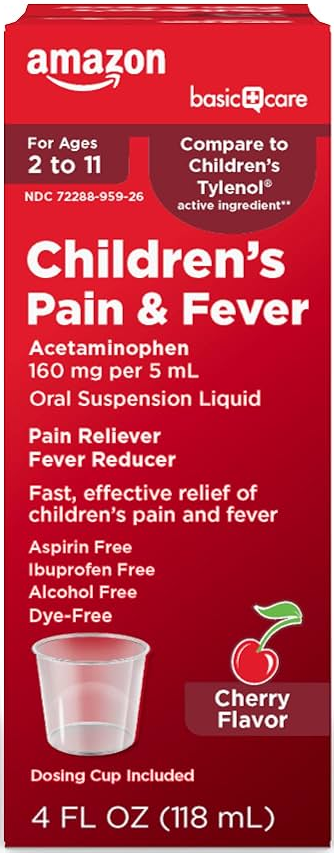 amazon
basic care
For Ages
2 to 11
NDC 72288-959-26
Compare to
Children's
Tylenol®
active ingredient**
Children's
Pain & Fever
Acetaminophen
160 mg per 5 mL
Oral Suspension Liquid
Pain Reliever
Fever Reducer
Fast, effective relief of
children's pain and fever
Aspirin Free
Ibuprofen Free
Alcohol Free
Dye-Free
Cherry
Flavor
Dosing Cup Included
4 FL OZ (118 mL)